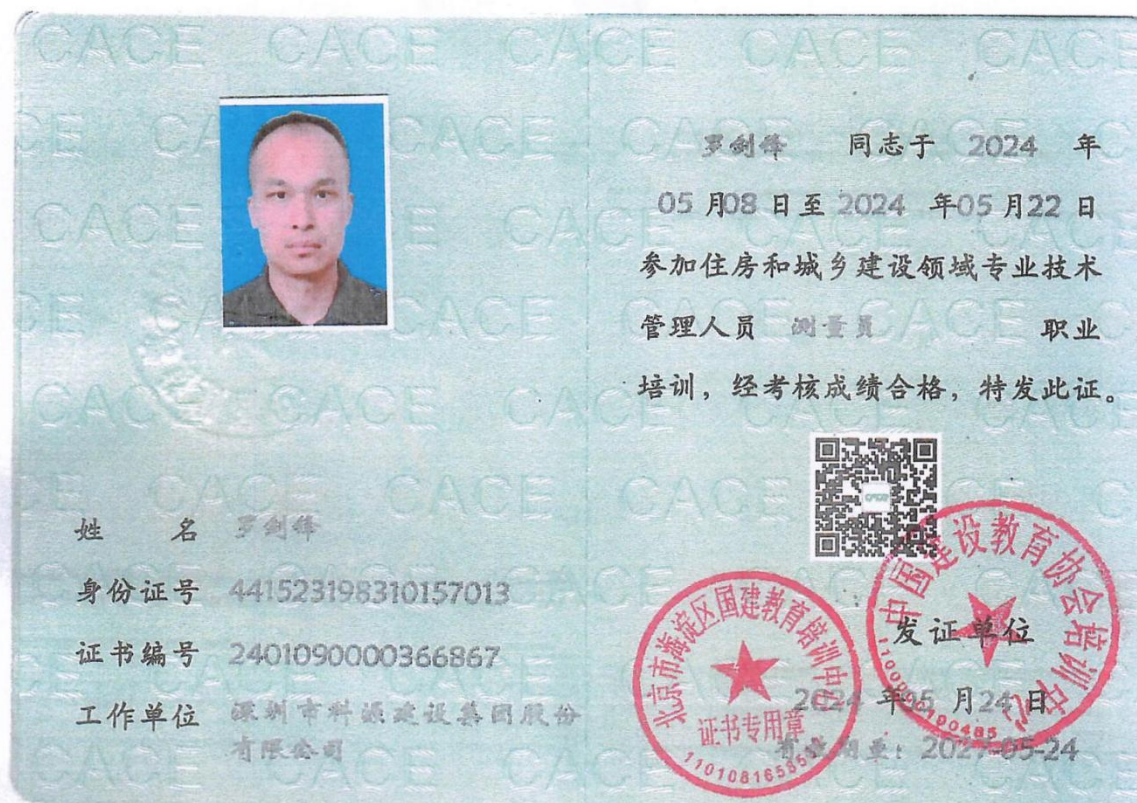 罗剑锋 同志于 2024 年
05 月08 日至 2024 年05 月22 日
参加住房和城乡建设领域专业技术
管理人员 测量员 职业
培训，经考核成绩合格，特发此证。
姓 名 罗剑锋
身份证号 441523198310157013
证书编号 2401090000366867
工作单位 深圳市科源建设集团股份
有限公司
中国建设教育协会培训中心
发证单位
北京市海淀区国建教育培训中心
证书专用章
2024 年05 月24 日
有效期至：2027-05-24
CACE